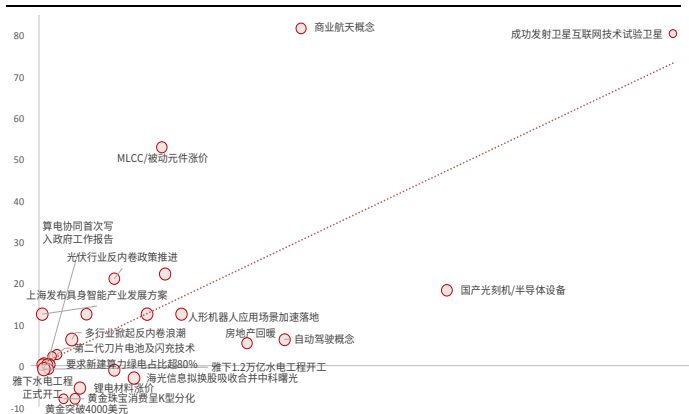 80
商业航天概念
成功发射卫星互联网技术试验卫星
70
60
50
MLCC/被动元件涨价
40
算电协同首次写
入政府工作报告
30
光伏行业反内卷政策推进
20
国产光刻机/半导体设备
上海发布具身智能产业发展方案
人形机器人应用场景加速落地
10
多行业掀起反内卷浪潮
房地产回暖
自动驾驶概念
第二代刀片电池及闪充技术
0
要求新建算力绿电占比超80%
雅下1.2万亿水电工程开工
雅下水电工程
正式开工
海光信息拟换股吸收合并中科曙光
锂电材料涨价
黄金珠宝消费呈K型分化
-10
黄金突破4000美元